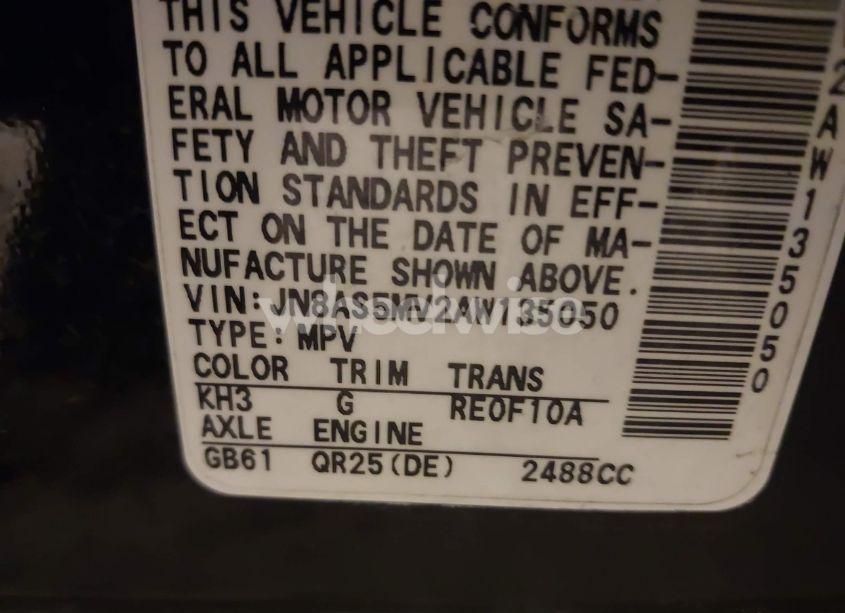 THIS VEHICLE CONFORMS
TO ALL APPLICABLE FED-
ERAL MOTOR VEHICLE SA-
FETY AND THEFT PREVEN-
TION STANDARDS IN EFF-
ECT ON THE DATE OF MA-
NUFACTURE SHOWN ABOVE.
VIN:JN8AS5MV2AW135050
TYPE:MPV
COLOR TRIM TRANS
KH3 G RE0F10A
AXLE ENGINE
GB61 QR25(DE) 2488CC
2AW135050
wheelwise